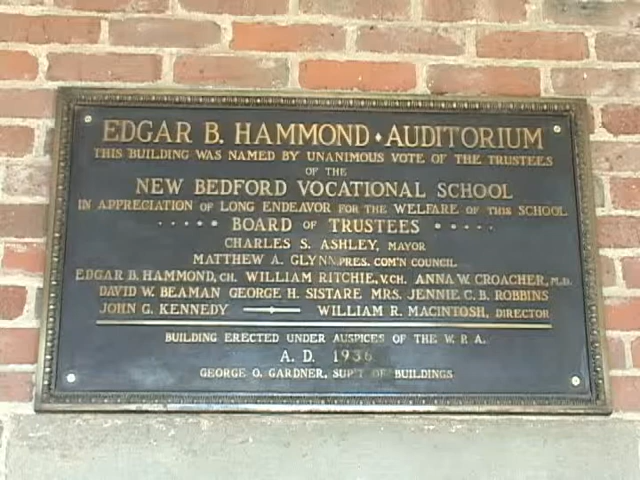 EDGAR B. HAMMOND • AUDITORIUM
THIS BUILDING WAS NAMED BY UNANIMOUS VOTE OF THE TRUSTEES
OF THE
NEW BEDFORD VOCATIONAL SCHOOL
IN APPRECIATION OF LONG ENDEAVOR FOR THE WELFARE OF THIS SCHOOL
• • • • • BOARD OF TRUSTEES • • • • •
CHARLES S. ASHLEY, MAYOR
MATTHEW A. GLYNN PRES. COM'N COUNCIL
EDGAR B. HAMMOND, CH. WILLIAM RITCHIE, V.CH. ANNA W. CROACHER, M.D.
DAVID W. BEAMAN GEORGE H. SISTARE MRS. JENNIE C. B. ROBBINS
JOHN G. KENNEDY WILLIAM R. MACINTOSH, DIRECTOR
BUILDING ERECTED UNDER AUSPICES OF THE W. P. A.
A. D. 1936
GEORGE O. GARDNER, SUP'T OF BUILDINGS